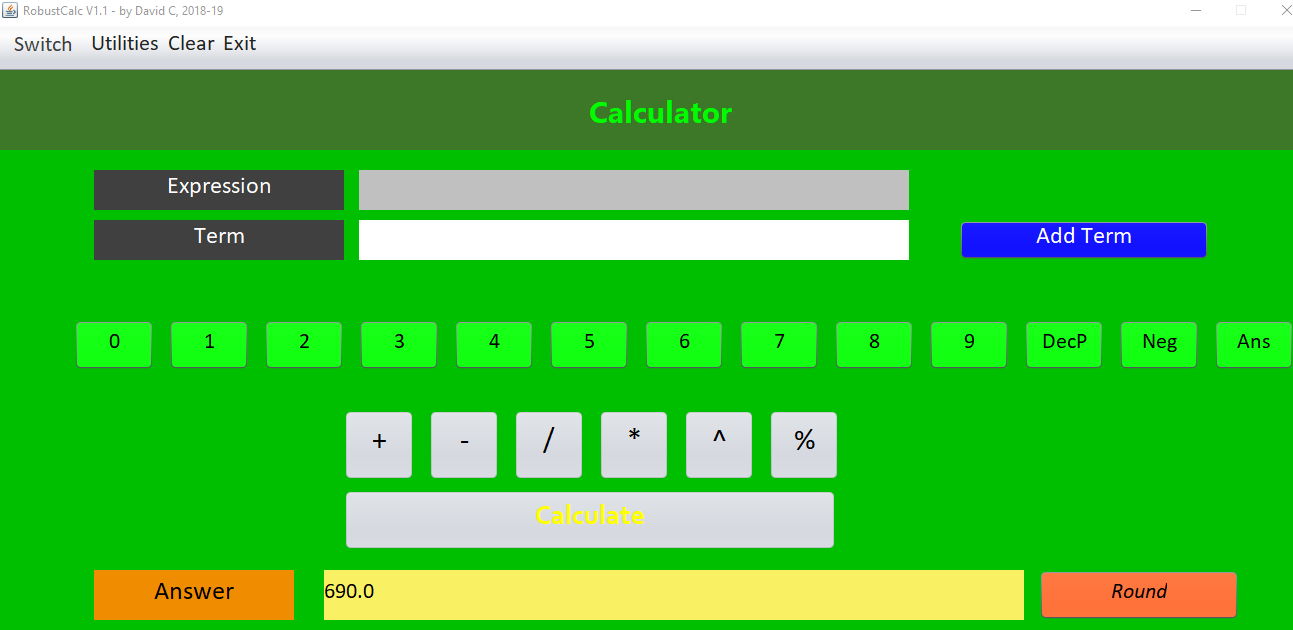 RobustCalc V1.1 - by David C, 2018-19
Switch Utilities Clear Exit
Calculator
Expression
Term Add Term
0 1 2 3 4 5 6 7 8 9 DecP Neg Ans
+ - / * ^ %
Calculate
Answer 690.0 Round